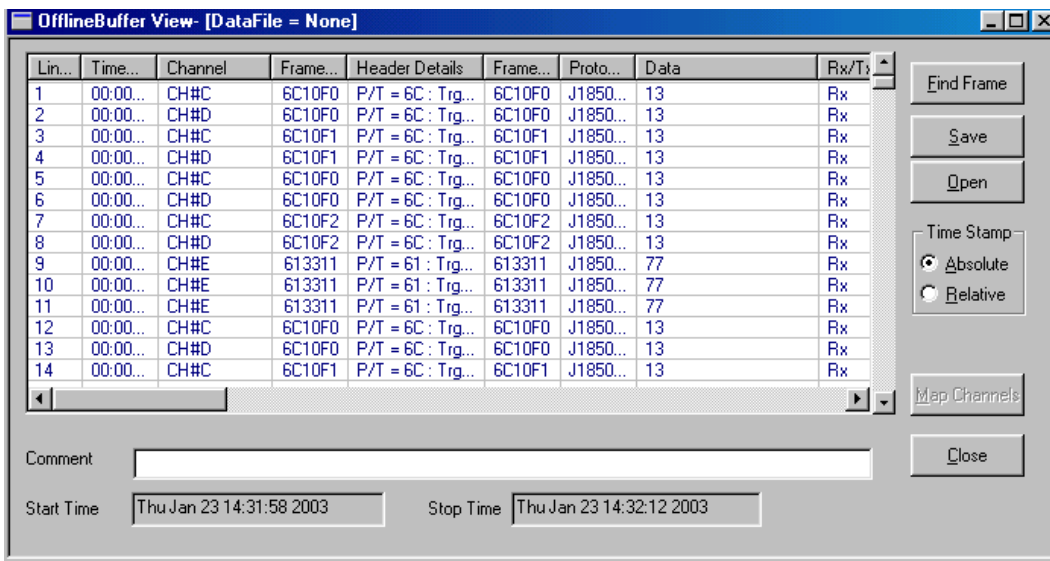 OfflineBuffer View- [DataFile = None]
Lin... Time... Channel Frame... Header Details Frame... Proto... Data Rx/T
1 00:00... CH#C 6C10F0 P/T = 6C : Trg... 6C10F0 J1850... 13 Rx
2 00:00... CH#D 6C10F0 P/T = 6C : Trg... 6C10F0 J1850... 13 Rx
3 00:00... CH#C 6C10F1 P/T = 6C : Trg... 6C10F1 J1850... 13 Rx
4 00:00... CH#D 6C10F1 P/T = 6C : Trg... 6C10F1 J1850... 13 Rx
5 00:00... CH#C 6C10F0 P/T = 6C : Trg... 6C10F0 J1850... 13 Rx
6 00:00... CH#D 6C10F0 P/T = 6C : Trg... 6C10F0 J1850... 13 Rx
7 00:00... CH#C 6C10F2 P/T = 6C : Trg... 6C10F2 J1850... 13 Rx
8 00:00... CH#D 6C10F2 P/T = 6C : Trg... 6C10F2 J1850... 13 Rx
9 00:00... CH#E 613311 P/T = 61 : Trg... 613311 J1850... 77 Rx
10 00:00... CH#E 613311 P/T = 61 : Trg... 613311 J1850... 77 Rx
11 00:00... CH#E 613311 P/T = 61 : Trg... 613311 J1850... 77 Rx
12 00:00... CH#C 6C10F0 P/T = 6C : Trg... 6C10F0 J1850... 13 Rx
13 00:00... CH#D 6C10F0 P/T = 6C : Trg... 6C10F0 J1850... 13 Rx
14 00:00... CH#C 6C10F1 P/T = 6C : Trg... 6C10F1 J1850... 13 Rx
Find Frame
Save
Open
Time Stamp
Absolute
Relative
Map Channels
Close
Comment
Start Time Thu Jan 23 14:31:58 2003 Stop Time Thu Jan 23 14:32:12 2003